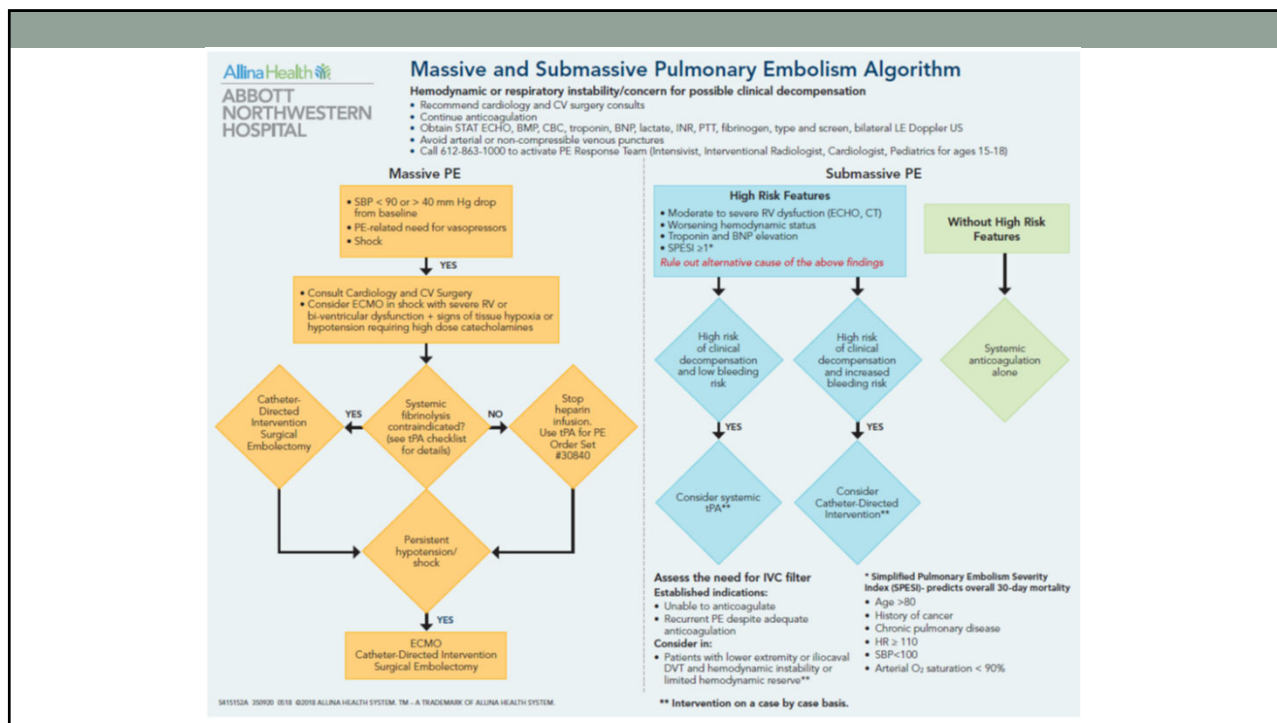 Allina Health
ABBOTT
NORTHWESTERN
HOSPITAL
Massive and Submassive Pulmonary Embolism Algorithm
Hemodynamic or respiratory instability/concern for possible clinical decompensation
• Recommend cardiology and CV surgery consults
• Continue anticoagulation
• Obtain STAT ECHO, BMP, CBC, troponin, BNP, lactate, INR, PTT, fibrinogen, type and screen, bilateral LE Doppler US
• Avoid arterial or non-compressible venous punctures
• Call 612-863-1000 to activate PE Response Team (Intensivist, Interventional Radiologist, Cardiologist, Pediatrics for ages 15-18)
Massive PE
• SBP < 90 or > 40 mm Hg drop
from baseline
• PE-related need for vasopressors
• Shock
YES
• Consult Cardiology and CV Surgery
• Consider ECMO in shock with severe RV or
bi-ventricular dysfunction + signs of tissue hypoxia or
hypotension requiring high dose catecholamines
Catheter-
Directed
Intervention
Surgical
Embolectomy
YES
Systemic
fibrinolysis
contraindicated?
(see tPA checklist
for details)
NO
Stop
heparin
infusion.
Use tPA for PE
Order Set
#30840
Persistent
hypotension/
shock
YES
ECMO
Catheter-Directed Intervention
Surgical Embolectomy
Submassive PE
High Risk Features
• Moderate to severe RV dysfuction (ECHO, CT)
• Worsening hemodynamic status
• Troponin and BNP elevation
• SPESI ≥1*
Rule out alternative cause of the above findings
Without High Risk
Features
High risk
of clinical
decompensation
and low bleeding
risk
High risk
of clinical
decompensation
and increased
bleeding risk
Systemic
anticoagulation
alone
YES
YES
Consider systemic
tPA**
Consider
Catheter-Directed
Intervention**
Assess the need for IVC filter
Established indications:
• Unable to anticoagulate
• Recurrent PE despite adequate
anticoagulation
Consider in:
• Patients with lower extremity or iliocaval
DVT and hemodynamic instability or
limited hemodynamic reserve**
* Simplified Pulmonary Embolism Severity
Index (SPESI)- predicts overall 30-day mortality
• Age >80
• History of cancer
• Chronic pulmonary disease
• HR ≥ 110
• SBP<100
• Arterial O₂ saturation < 90%
** Intervention on a case by case basis.
S415152A 350920 0518 ©2018 ALLINA HEALTH SYSTEM. TM – A TRADEMARK OF ALLINA HEALTH SYSTEM.